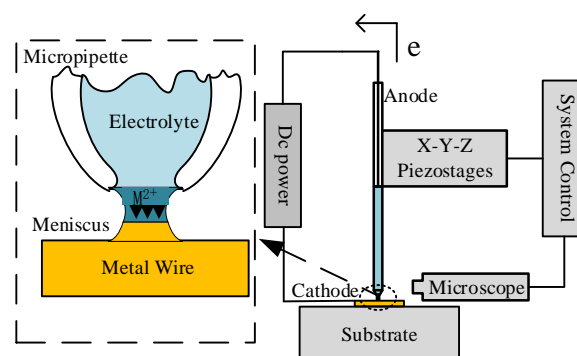 Micropipette
Electrolyte
M²⁺
Meniscus
Metal Wire
e
Anode
Dc power
X-Y-Z
Piezostages
System Control
Cathode
Microscope
Substrate